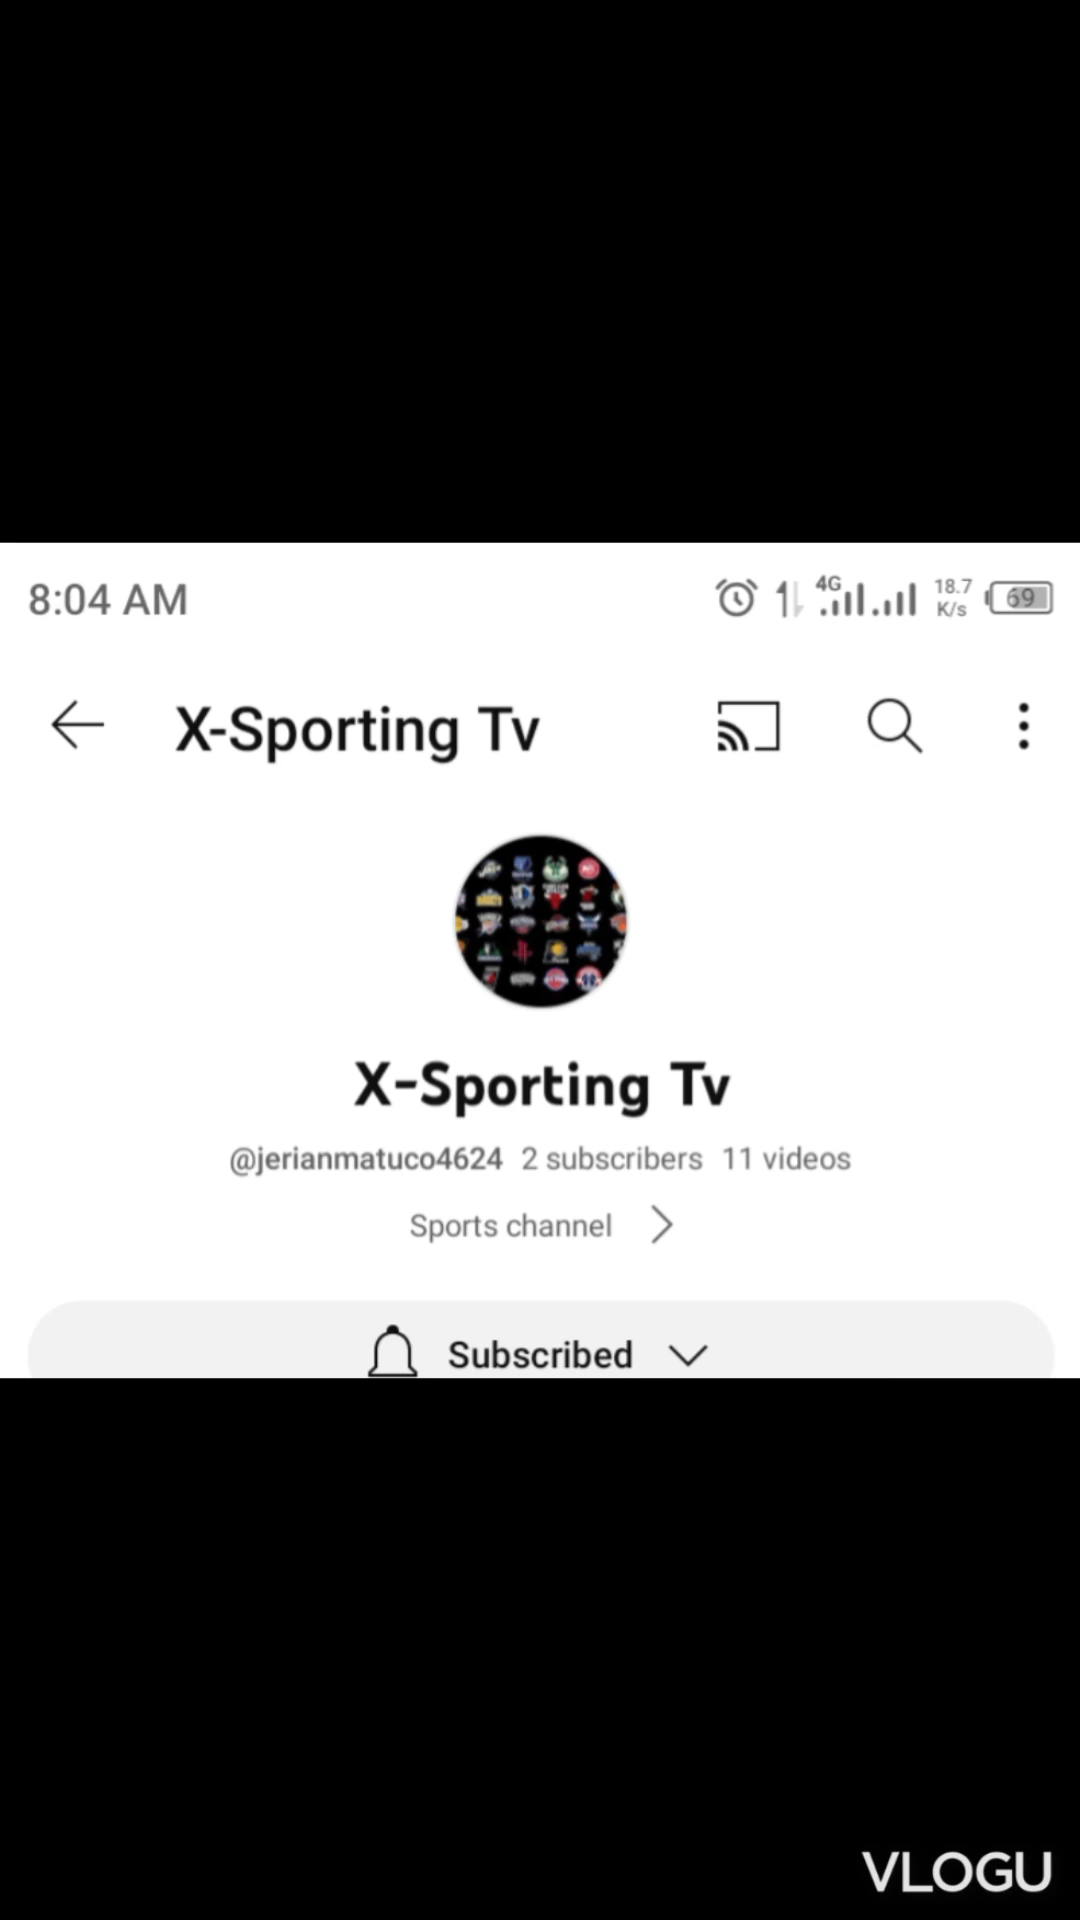 8:04 AM 4G 18.7 K/s 69
X-Sporting Tv
X-Sporting Tv
@jerianmatuco4624 2 subscribers 11 videos
Sports channel
Subscribed
VLOGU